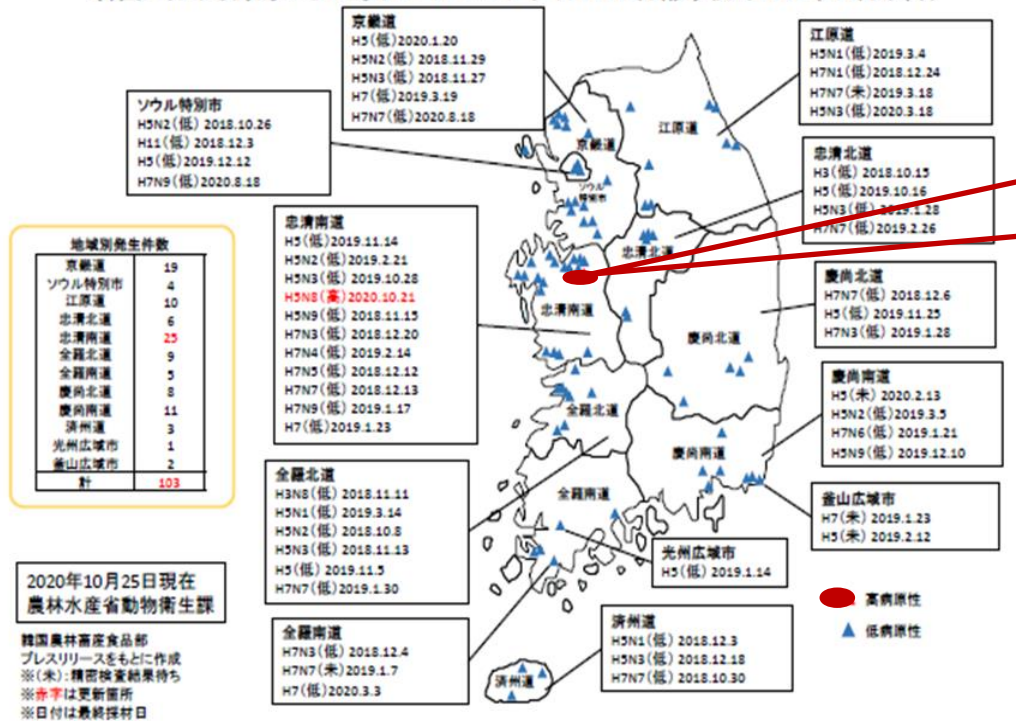 京畿道
H5(低)2020.1.20
H5N2(低) 2018.11.29
H5N3(低) 2018.11.27
H7(低)2019.3.19
H7N7(低)2020.8.18
江原道
H5N1(低)2019.3.4
H7N1(低)2018.12.24
H7N7(未)2019.3.18
H5N3(低)2020.3.18
ソウル特別市
H5N2(低) 2018.10.26
H11(低) 2018.12.3
H5(低)2019.12.12
H7N9(低)2020.8.18
忠清北道
H3(低) 2018.10.15
H5(低)2019.10.16
H5N3(低)2019.1.28
H7N7(低)2019.2.26
忠清南道
H5(低)2019.11.14
H5N2(低)2019.2.21
H5N3(低)2019.10.28
H5N8(高)2020.10.21
H5N9(低)2018.11.15
H7N3(低)2018.12.20
H7N4(低)2019.2.14
H7N5(低)2018.12.12
H7N7(低)2018.12.13
H7N9(低)2019.1.17
H7(低)2019.1.23
地域別発生件数
京畿道 19
ソウル特別市 4
江原道 10
忠清北道 6
忠清南道 25
全羅北道 9
全羅南道 5
慶尚北道 8
慶尚南道 11
済州道 3
光州広域市 1
釜山広域市 2
計 103
慶尚北道
H7N7(低)2018.12.6
H5(低)2019.11.25
H7N3(低)2019.1.28
慶尚南道
H5(未) 2020.2.13
H5N2(低)2019.3.5
H7N6(低)2019.1.21
H5N9(低)2019.12.10
全羅北道
H3N8(低)2018.11.11
H5N1(低)2019.3.14
H5N2(低)2018.10.8
H5N3(低)2018.11.13
H5(低)2019.11.5
H7N7(低)2019.1.30
釜山広域市
H7(未)2019.1.23
H5(未)2019.2.12
光州広域市
H5(低)2019.1.14
全羅南道
H7N3(低)2018.12.4
H7N7(未)2019.1.7
H7(低)2020.3.3
済州道
H5N1(低)2018.12.3
H5N3(低)2018.12.18
H7N7(低)2018.10.30
京畿道
江原道
ソウル
特別市
忠清北道
忠清南道
慶尚北道
全羅北道
慶尚南道
全羅南道
済州道
高病原性
低病原性
2020年10月25日現在
農林水産省動物衛生課
韓国農林畜産食品部
プレスリリースをもとに作成
※(未):精密検査結果待ち
※赤字は更新箇所
※日付は最終採材日